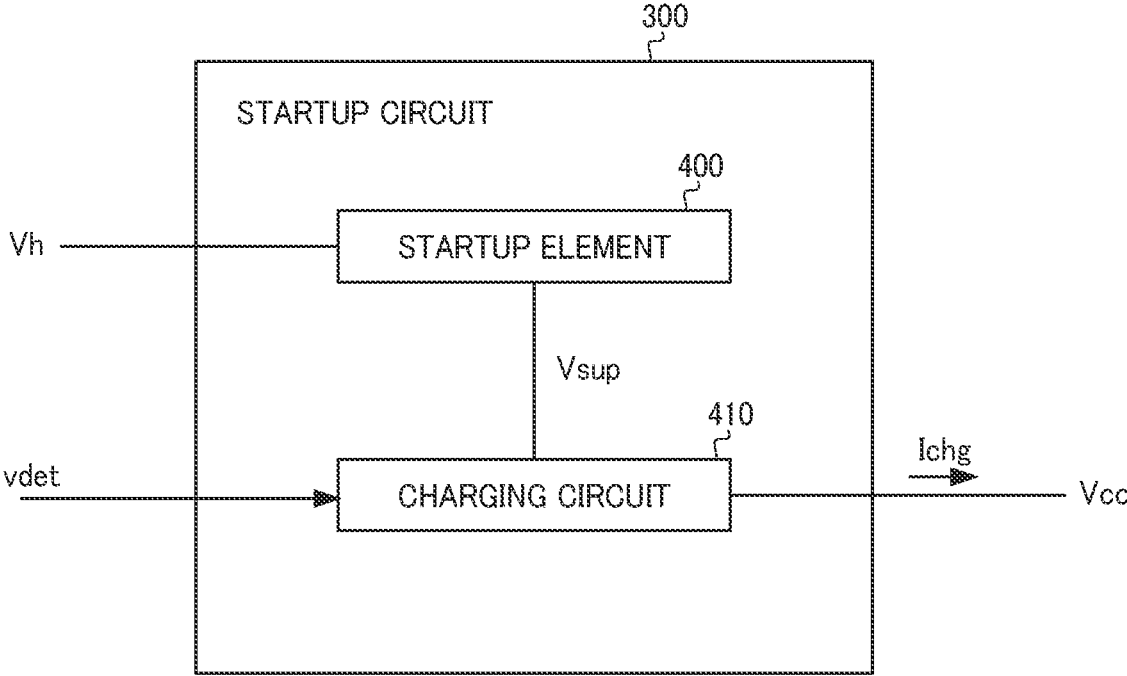 300
STARTUP CIRCUIT
400
Vh
STARTUP ELEMENT
Vsup
410
Ichg
vdet
CHARGING CIRCUIT
Vcc